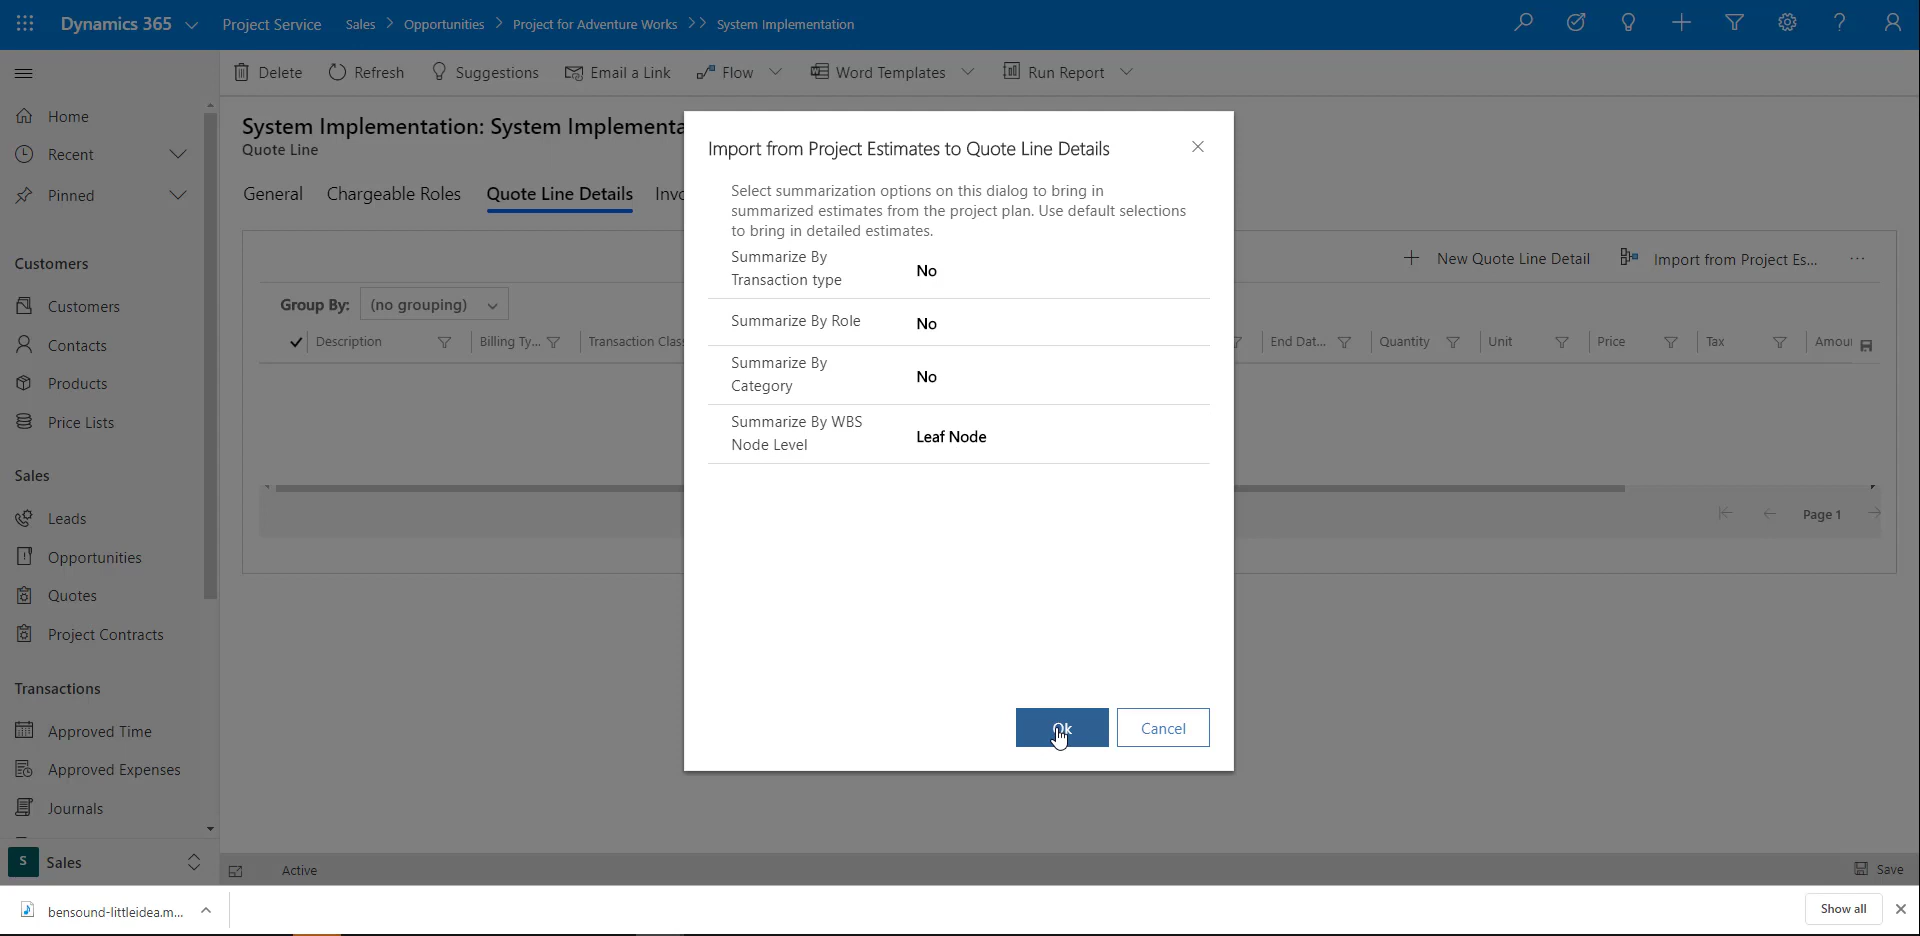 Dynamics 365 Project Service Sales Opportunities Project for Adventure Works System Implementation
Delete Refresh Suggestions Email a Link Flow Word Templates Run Report
Home
Recent
Pinned
Customers
Customers
Contacts
Products
Price Lists
Sales
Leads
Opportunities
Quotes
Project Contracts
Transactions
Approved Time
Approved Expenses
Journals
S Sales
System Implementation: System Implementa
Quote Line
General Chargeable Roles Quote Line Details Invo
New Quote Line Detail Import from Project Es... ...
Group By: (no grouping)
Description Billing Ty... Transaction Class End Dat... Quantity Unit Price Tax Amou
Page 1
Import from Project Estimates to Quote Line Details
Select summarization options on this dialog to bring in
summarized estimates from the project plan. Use default selections
to bring in detailed estimates.
Summarize By
Transaction type No
Summarize By Role No
Summarize By
Category No
Summarize By WBS
Node Level Leaf Node
Ok Cancel
Active Save
bensound-littleidea.m... Show all